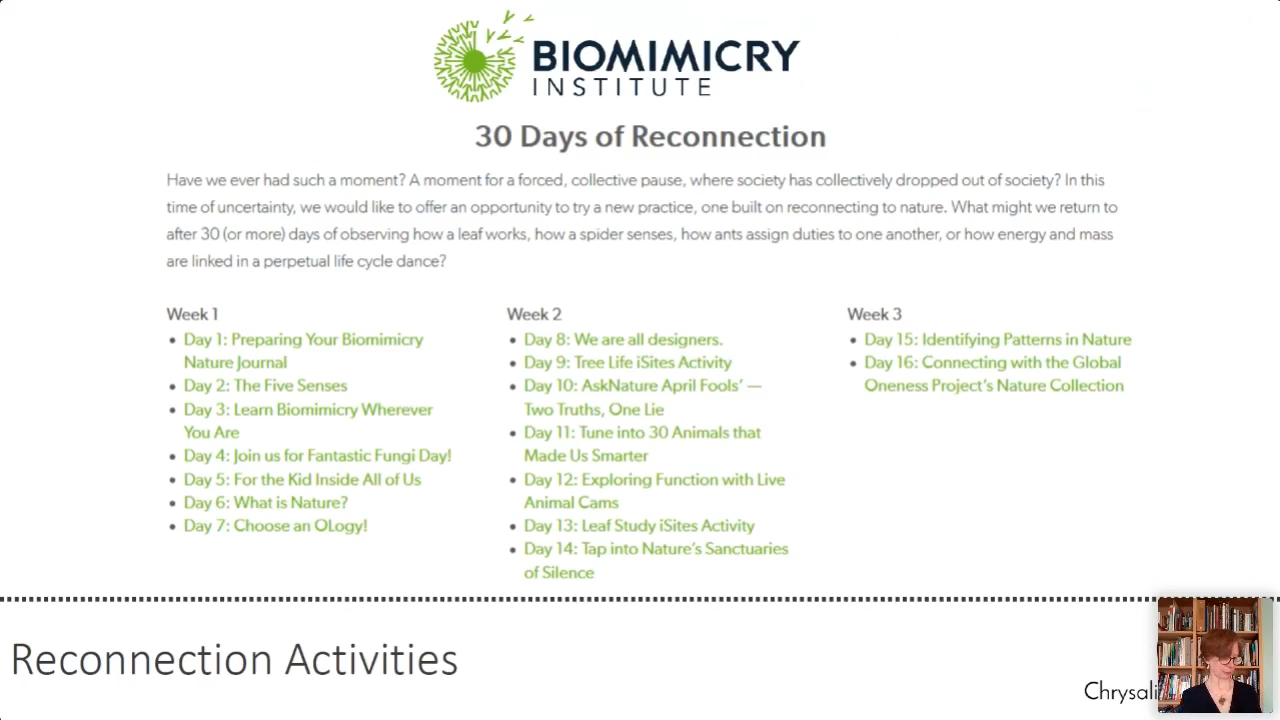 BIOMIMICRY
INSTITUTE
30 Days of Reconnection
Have we ever had such a moment? A moment for a forced, collective pause, where society has collectively dropped out of society? In this
time of uncertainty, we would like to offer an opportunity to try a new practice, one built on reconnecting to nature. What might we return to
after 30 (or more) days of observing how a leaf works, how a spider senses, how ants assign duties to one another, or how energy and mass
are linked in a perpetual life cycle dance?
Week 1
• Day 1: Preparing Your Biomimicry
Nature Journal
• Day 2: The Five Senses
• Day 3: Learn Biomimicry Wherever
You Are
• Day 4: Join us for Fantastic Fungi Day!
• Day 5: For the Kid Inside All of Us
• Day 6: What is Nature?
• Day 7: Choose an OLogy!
Week 2
• Day 8: We are all designers.
• Day 9: Tree Life iSites Activity
• Day 10: AskNature April Fools’ —
Two Truths, One Lie
• Day 11: Tune into 30 Animals that
Made Us Smarter
• Day 12: Exploring Function with Live
Animal Cams
• Day 13: Leaf Study iSites Activity
• Day 14: Tap into Nature’s Sanctuaries
of Silence
Week 3
• Day 15: Identifying Patterns in Nature
• Day 16: Connecting with the Global
Oneness Project’s Nature Collection
Reconnection Activities
Chrysali